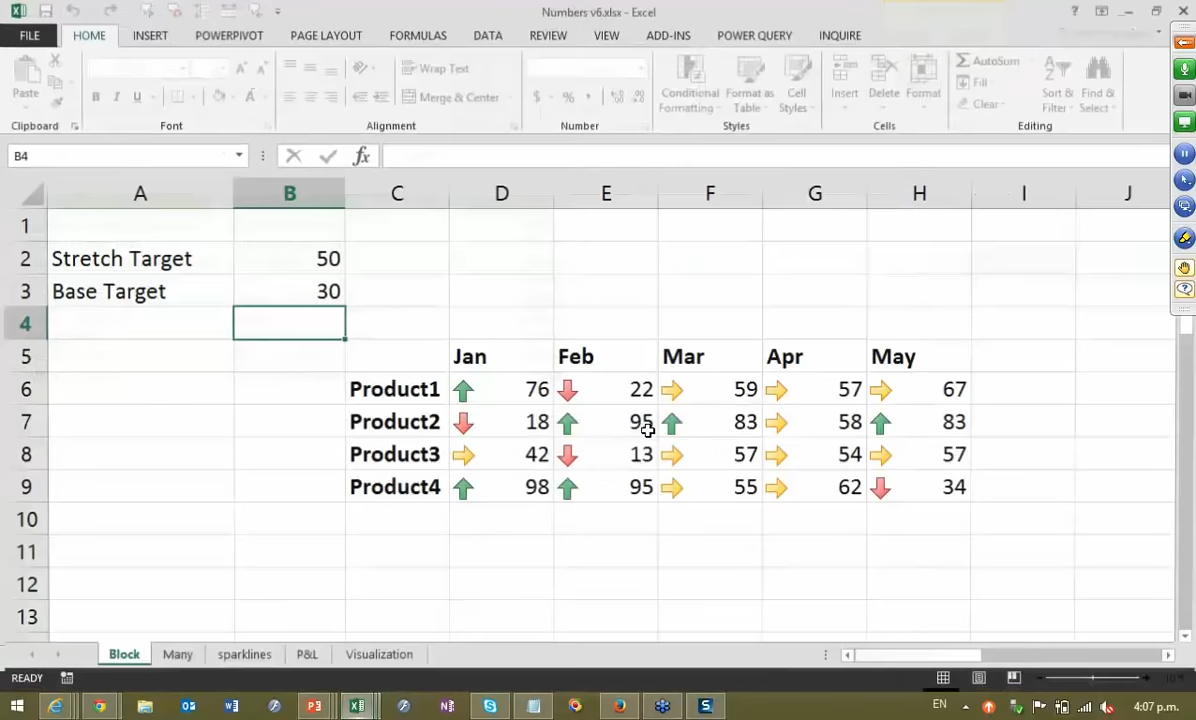 Numbers v6.xlsx - Excel
FILE HOME INSERT POWERPIVOT PAGE LAYOUT FORMULAS DATA REVIEW VIEW ADD-INS POWER QUERY INQUIRE
Paste B I U A A A Wrap Text Merge & Center $ % Conditional Formatting Format as Table Cell Styles Insert Delete Format AutoSum Fill Clear Sort & Filter Find & Select
Clipboard Font Alignment Number Styles Cells Editing
B4 fx
A B C D E F G H I J
1
2 Stretch Target 50
3 Base Target 30
4
5 Jan Feb Mar Apr May
6 Product1 76 22 59 57 67
7 Product2 18 95 83 58 83
8 Product3 42 13 57 54 57
9 Product4 98 95 55 62 34
10
11
12
13
Block Many sparklines P&L Visualization
READY
EN 4:07 p.m.